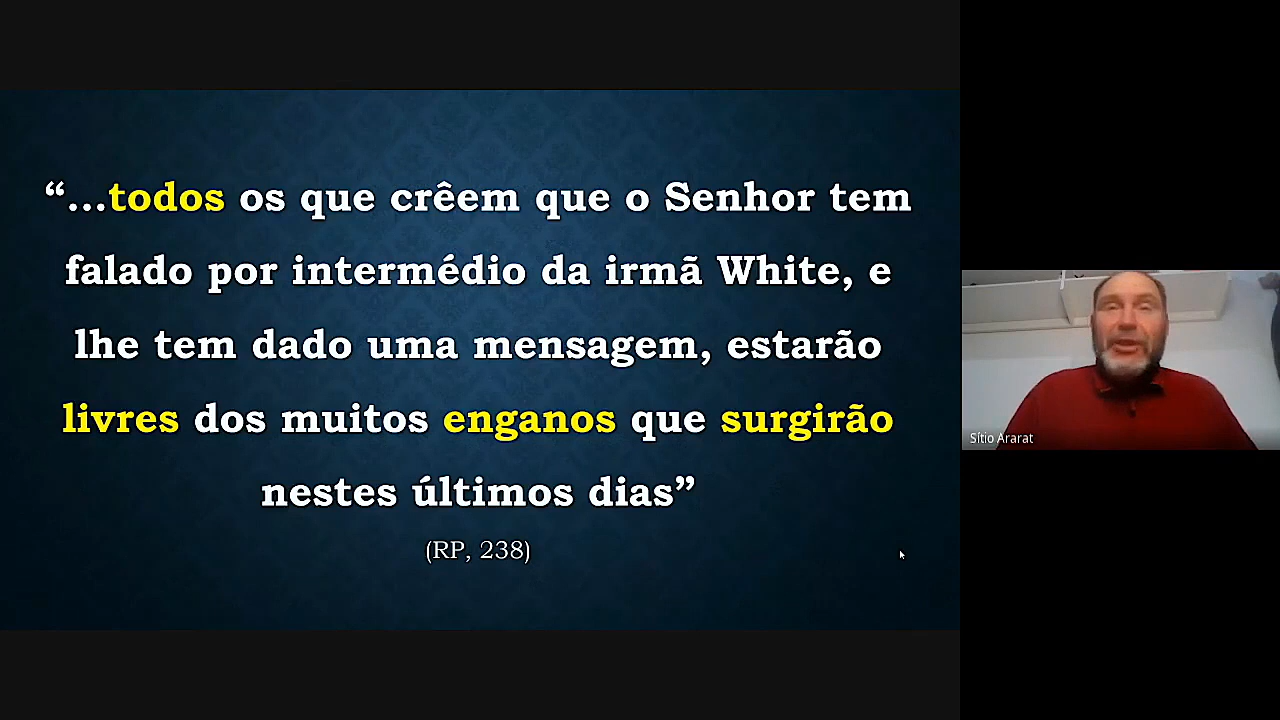 “...todos os que crêem que o Senhor tem
falado por intermédio da irmã White, e
lhe tem dado uma mensagem, estarão
livres dos muitos enganos que surgirão
nestes últimos dias”
(RP, 238)
Sítio Ararat